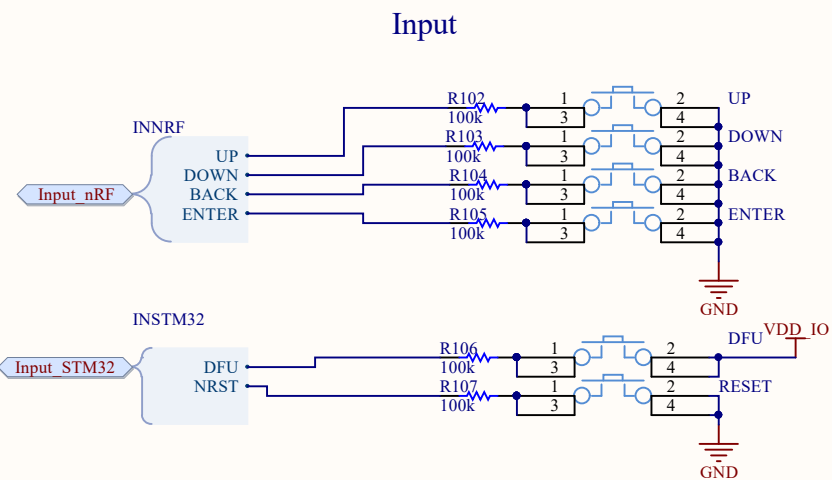 Input
INNRF
Input_nRF
UP
DOWN
BACK
ENTER
R102
100k
1
3
2
4
UP
R103
100k
1
3
2
4
DOWN
R104
100k
1
3
2
4
BACK
R105
100k
1
3
2
4
ENTER
GND
INSTM32
Input_STM32
DFU
NRST
R106
100k
1
3
2
4
DFU
VDD_IO
R107
100k
1
3
2
4
RESET
GND